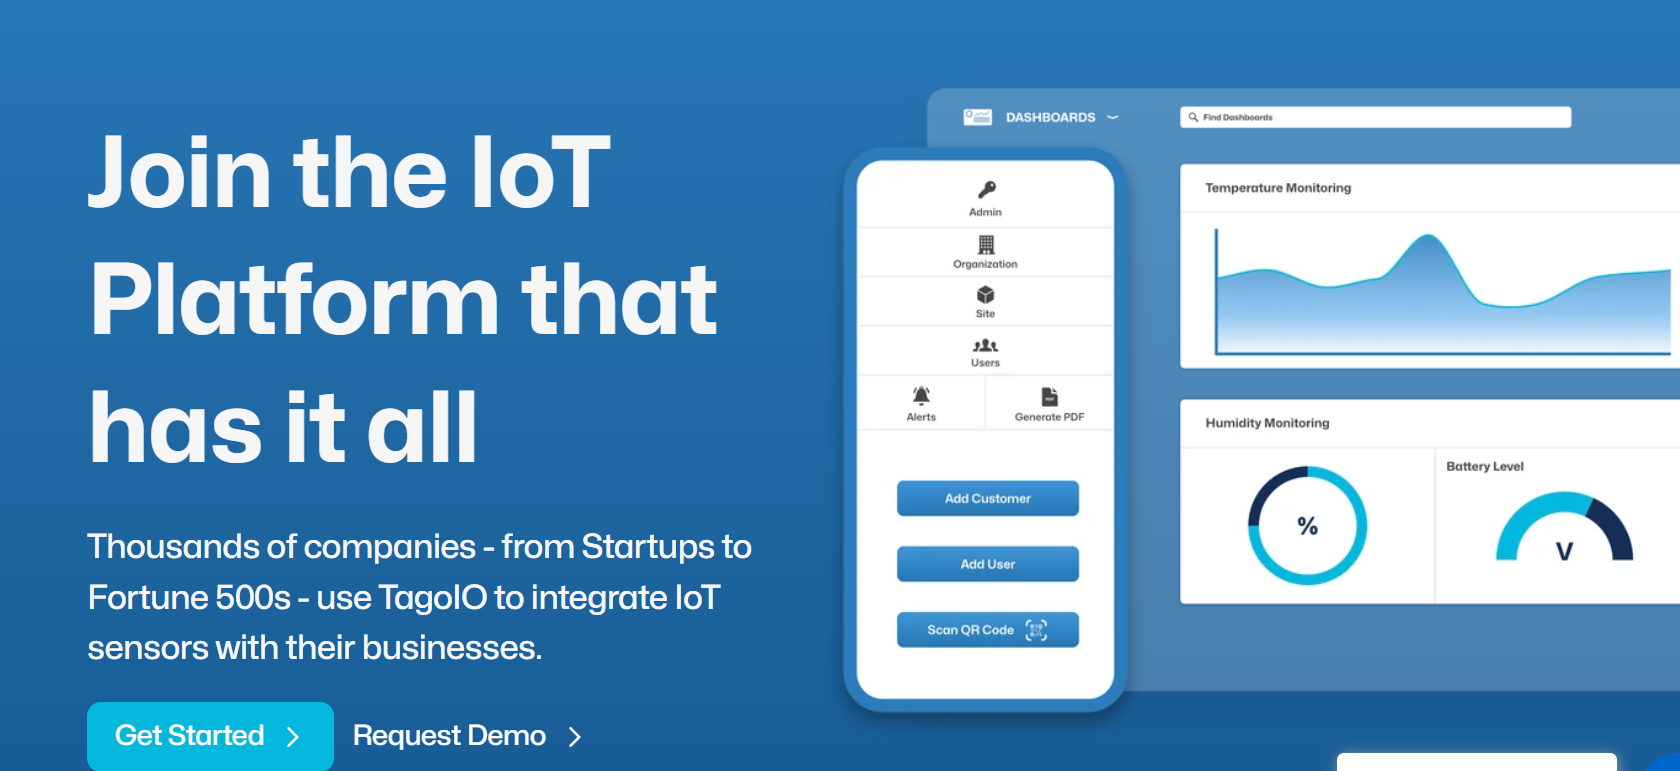 Join the IoT
Platform that
has it all
Thousands of companies - from Startups to
Fortune 500s - use TagoIO to integrate IoT
sensors with their businesses.
Get Started
Request Demo
DASHBOARDS
Find Dashboards
Admin
Organization
Site
Users
Alerts
Generate PDF
Add Customer
Add User
Scan QR Code
Temperature Monitoring
Humidity Monitoring
%
Battery Level
V